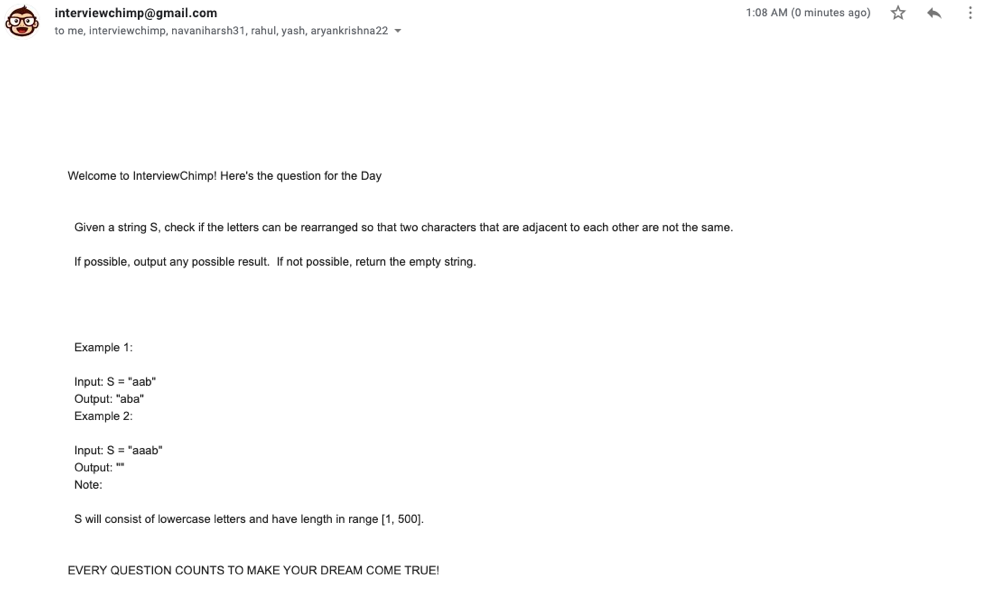 interviewchimp@gmail.com
1:08 AM (0 minutes ago)
to me, interviewchimp, navaniharsh31, rahul, yash, aryankrishna22
Welcome to InterviewChimp! Here's the question for the Day
Given a string S, check if the letters can be rearranged so that two characters that are adjacent to each other are not the same.
If possible, output any possible result.  If not possible, return the empty string.
Example 1:
Input: S = "aab"
Output: "aba"
Example 2:
Input: S = "aaab"
Output: ""
Note:
S will consist of lowercase letters and have length in range [1, 500].
EVERY QUESTION COUNTS TO MAKE YOUR DREAM COME TRUE!